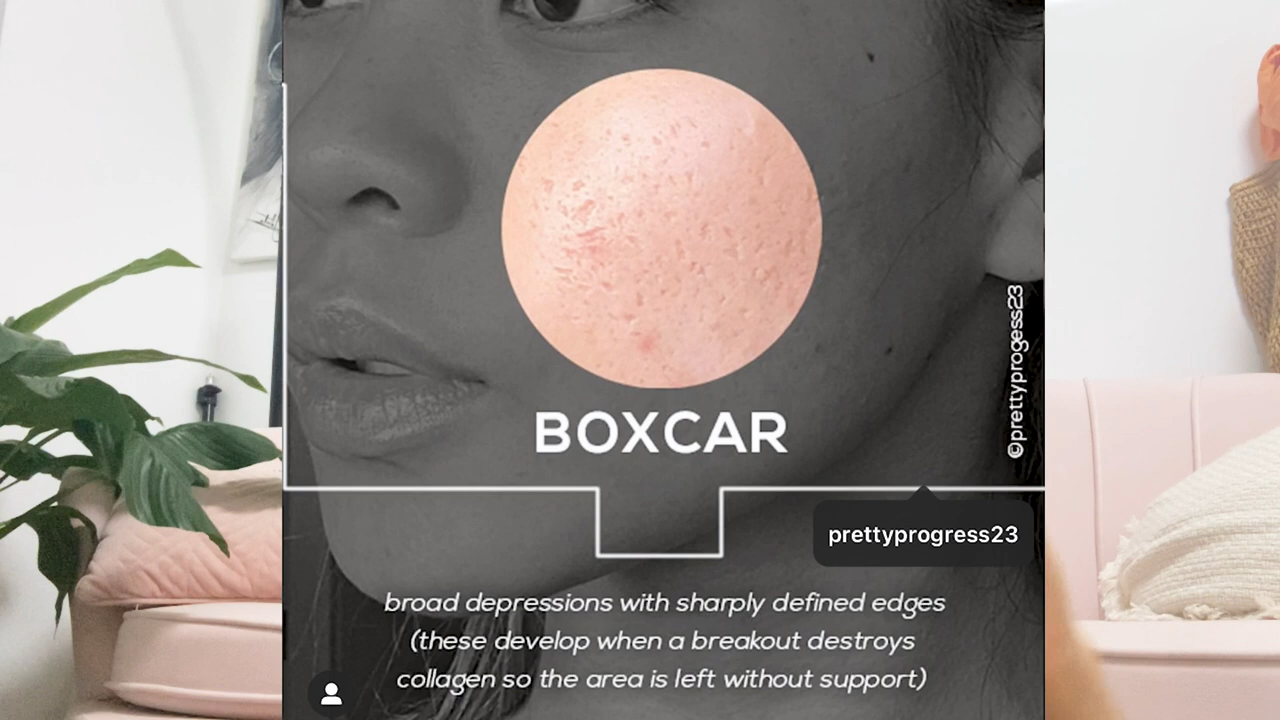 BOXCAR
©prettyprogess23
prettyprogress23
broad depressions with sharply defined edges
(these develop when a breakout destroys
collagen so the area is left without support)